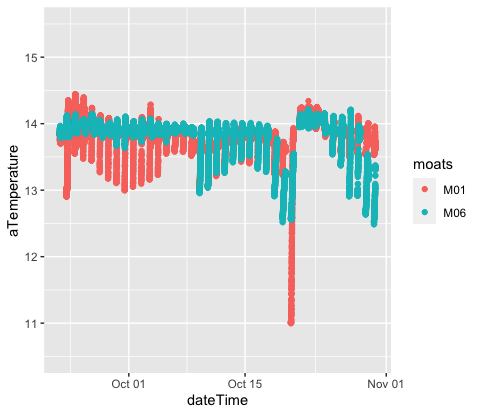 15
14
13
12
11
aTemperature
Oct 01
Oct 15
Nov 01
dateTime
moats
M01
M06